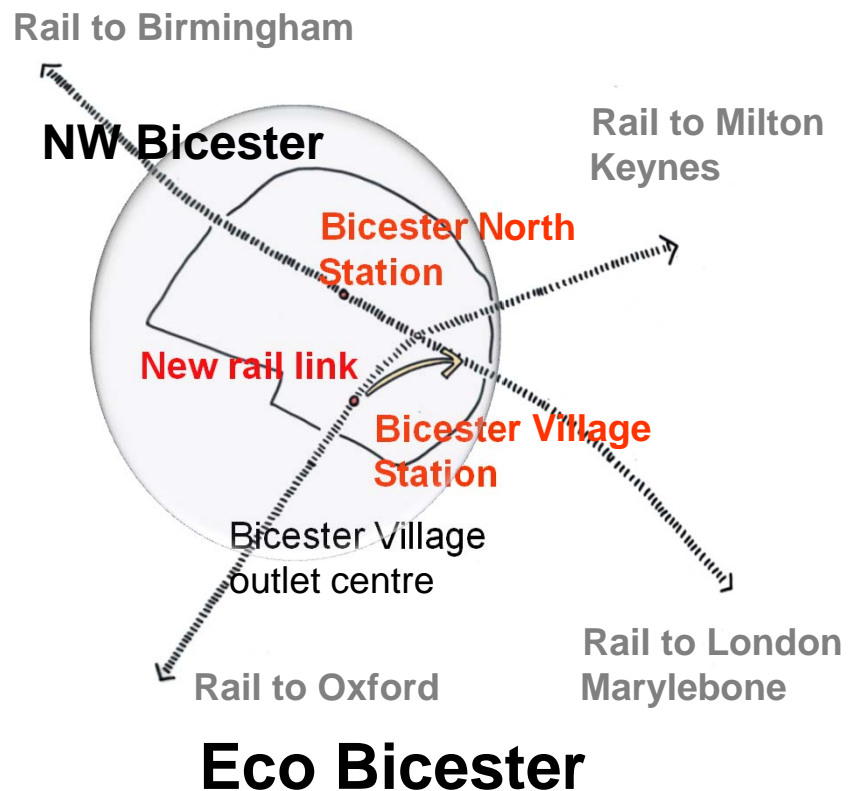 Rail to Birmingham
NW Bicester
Rail to Milton
Keynes
Bicester North
Station
New rail link
Bicester Village
Station
Bicester Village
outlet centre
Rail to London
Marylebone
Rail to Oxford
Eco Bicester